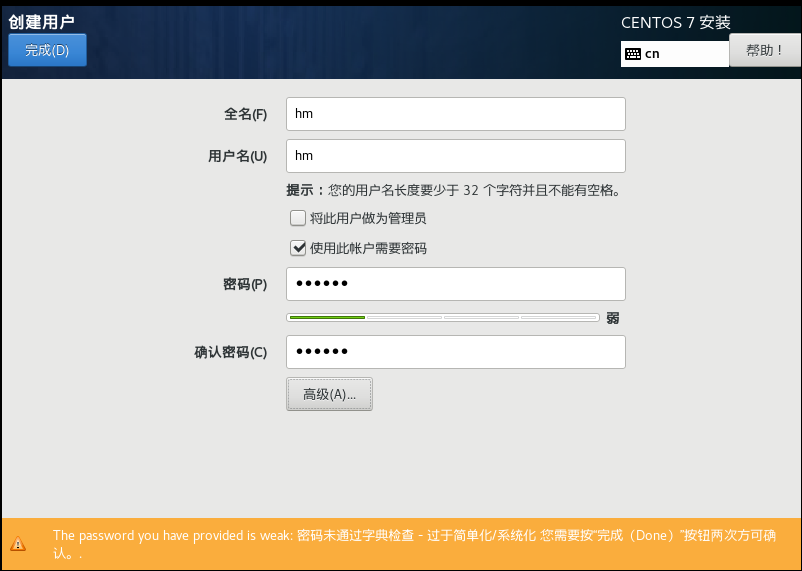 创建用户
CENTOS 7 安装
完成(D)
cn
帮助！
全名(F)
hm
用户名(U)
hm
提示：您的用户名长度要少于 32 个字符并且不能有空格。
将此用户做为管理员
使用此帐户需要密码
密码(P)
●●●●●●
弱
确认密码(C)
●●●●●●
高级(A)...
The password you have provided is weak: 密码未通过字典检查 - 过于简单化/系统化 您需要按“完成（Done）”按钮两次方可确
认。.